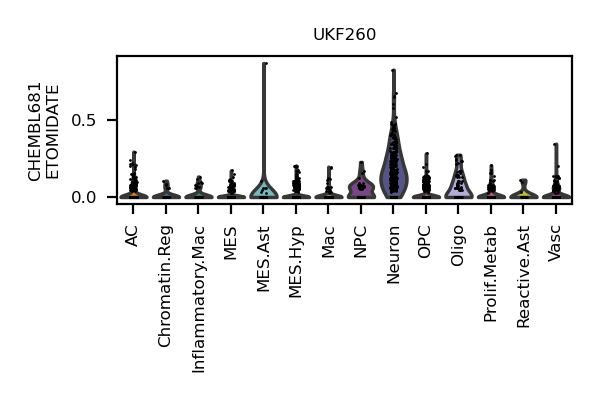 UKF260
CHEMBL681
ETOMIDATE
0.5
0.0
AC
Chromatin.Reg
Inflammatory.Mac
MES
MES.Ast
MES.Hyp
Mac
NPC
Neuron
OPC
Oligo
Prolif.Metab
Reactive.Ast
Vasc